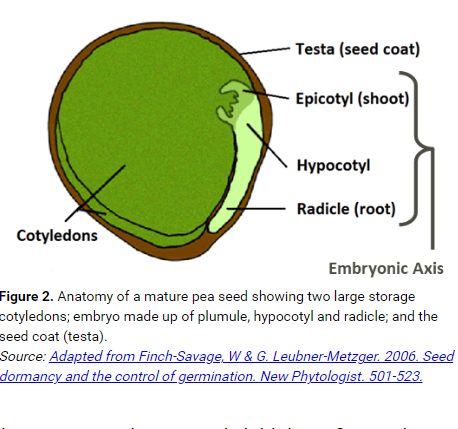 Testa (seed coat)
Epicotyl (shoot)
Hypocotyl
Radicle (root)
Cotyledons
Embryonic Axis
Figure 2. Anatomy of a mature pea seed showing two large storage
cotyledons; embryo made up of plumule, hypocotyl and radicle; and the
seed coat (testa).
Source: Adapted from Finch-Savage, W & G. Leubner-Metzger. 2006. Seed
dormancy and the control of germination. New Phytologist. 501-523.